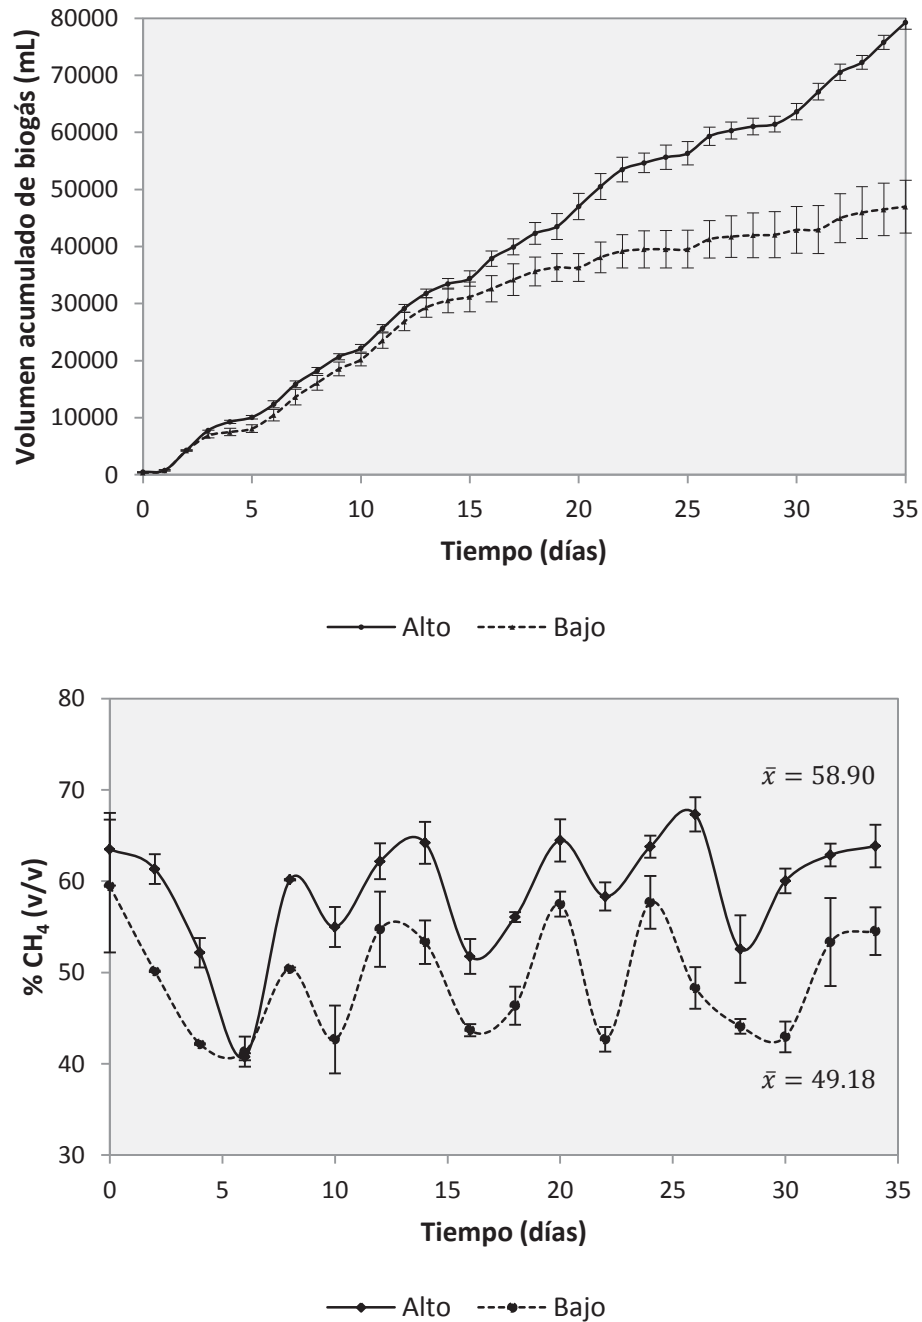 Volumen acumulado de biogás (mL)
80000
70000
60000
50000
40000
30000
20000
10000
0
0 5 10 15 20 25 30 35
Tiempo (días)
Alto Bajo
% CH₄ (v/v)
80
70
60
50
40
30
x̄ = 58.90
x̄ = 49.18
0 5 10 15 20 25 30 35
Tiempo (días)
Alto Bajo